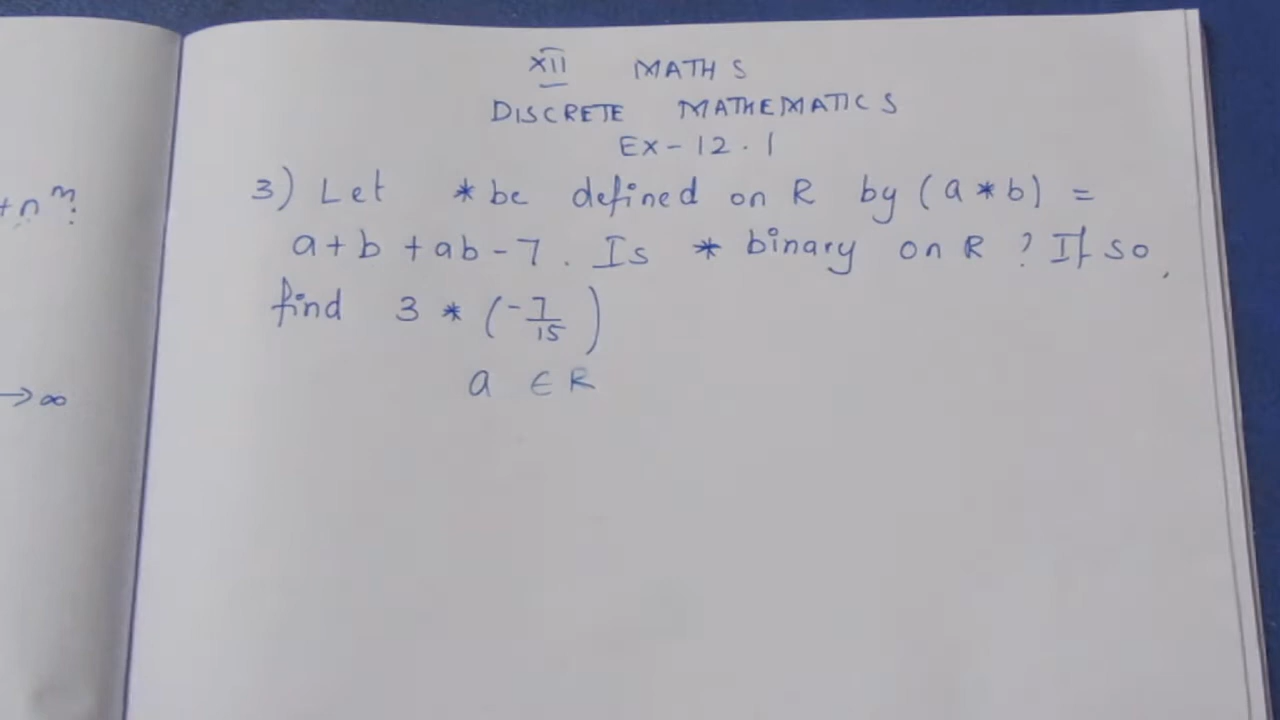 +n^m.
→∞
XII MATHS
DISCRETE MATHEMATICS
EX-12.1
3) Let * be defined on R by (a * b) =
a+b+ab-7. Is * binary on R? If so,
find 3 * (-7/15)
a ∈ R